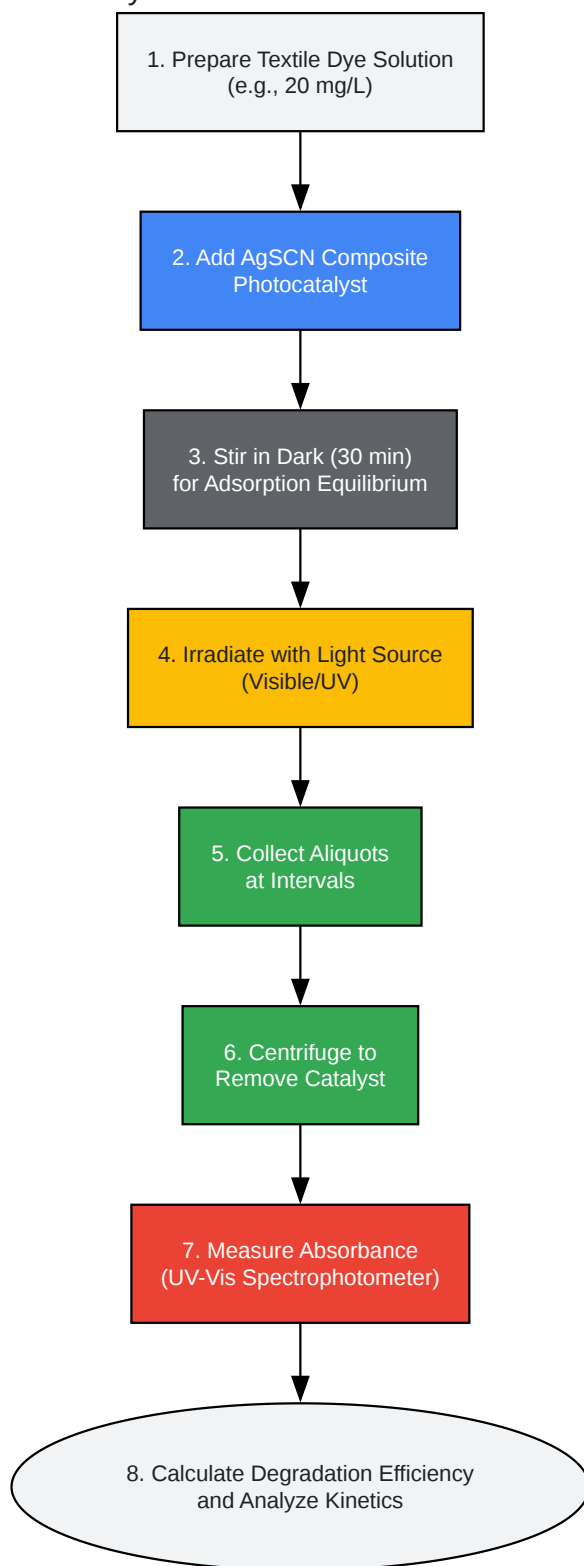 1. Prepare Textile Dye Solution
(e.g., 20 mg/L)
2. Add AgSCN Composite
Photocatalyst
3. Stir in Dark (30 min)
for Adsorption Equilibrium
4. Irradiate with Light Source
(Visible/UV)
5. Collect Aliquots
at Intervals
6. Centrifuge to
Remove Catalyst
7. Measure Absorbance
(UV-Vis Spectrophotometer)
8. Calculate Degradation Efficiency
and Analyze Kinetics